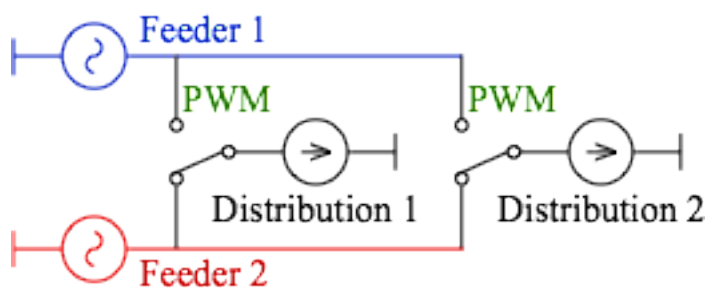 Feeder 1
PWM
PWM
Distribution 1
Distribution 2
Feeder 2